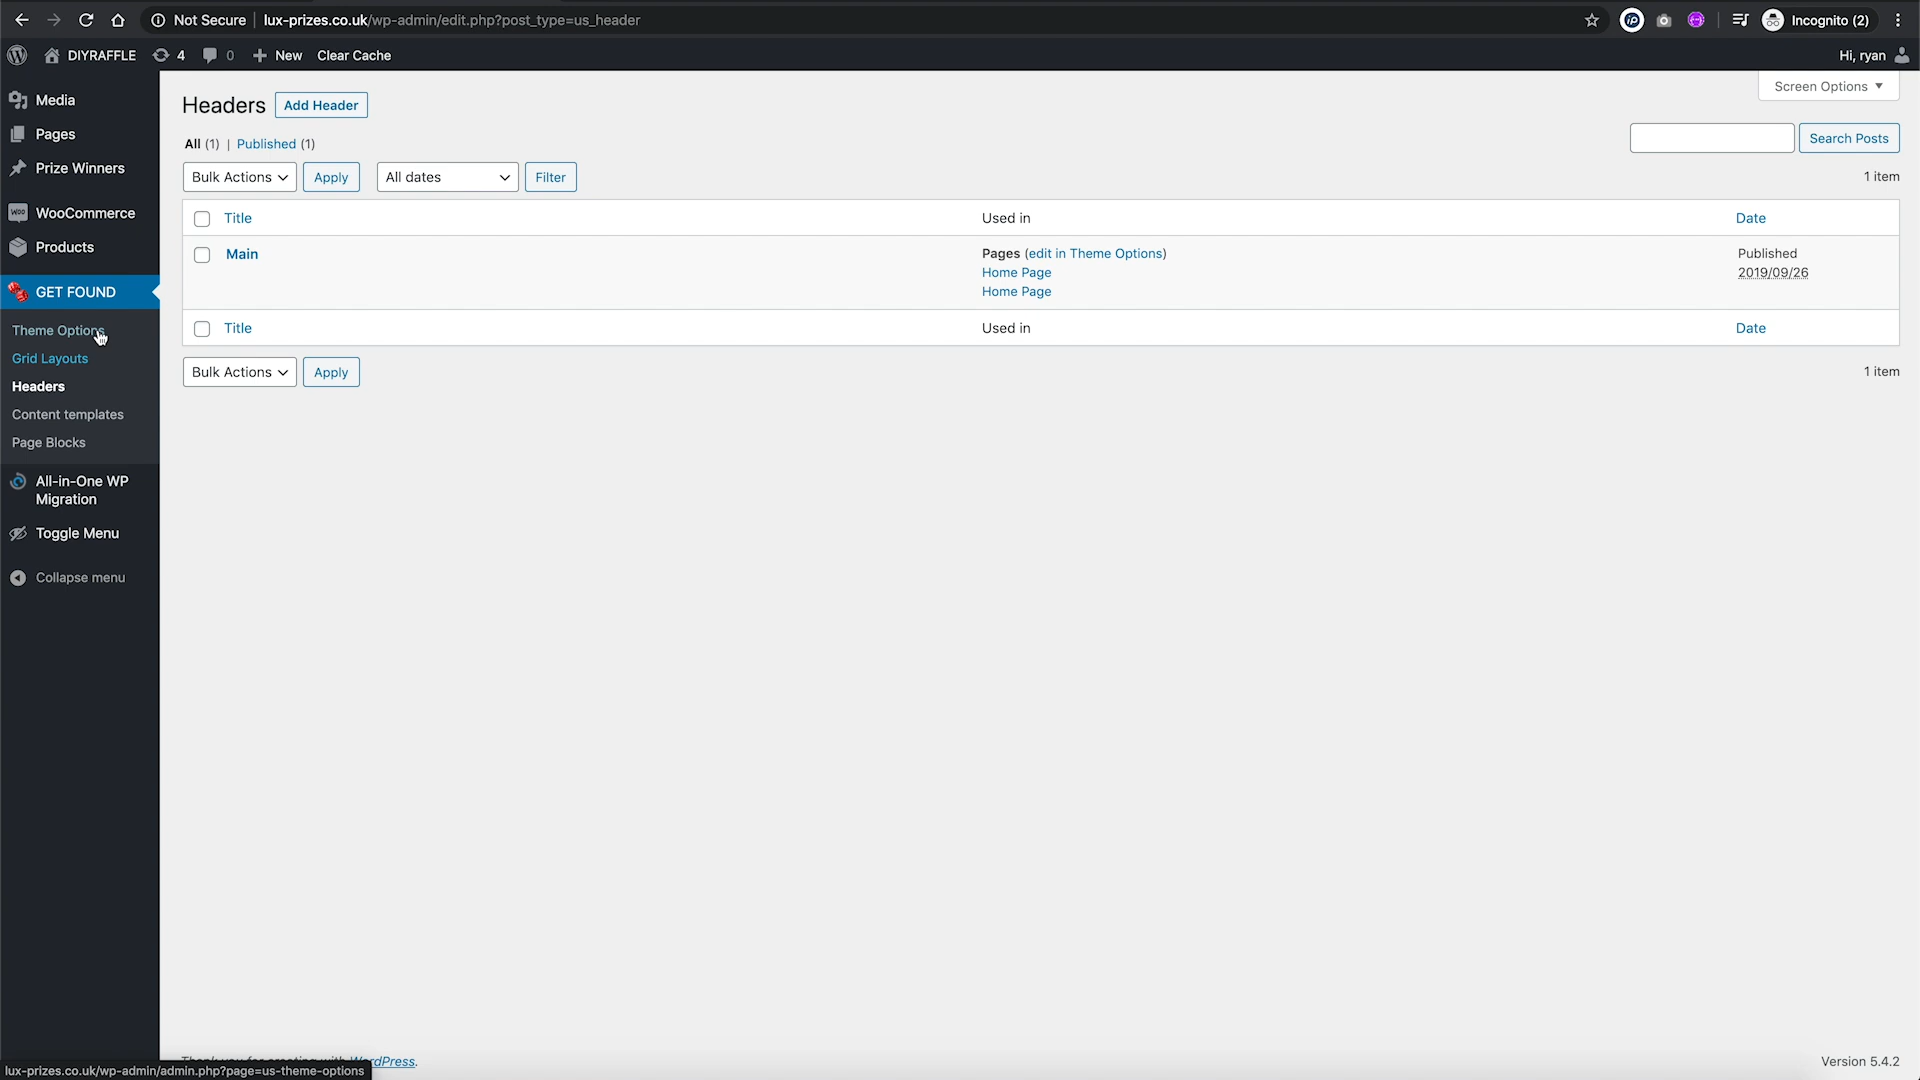 Not Secure lux-prizes.co.uk/wp-admin/edit.php?post_type=us_header
Incognito (2)
DIYRAFFLE 4 0 New Clear Cache
Hi, ryan
Media
Pages
Prize Winners
WOO WooCommerce
Products
GET FOUND
Theme Options
Grid Layouts
Headers
Content templates
Page Blocks
All-in-One WP
Migration
Toggle Menu
Collapse menu
Screen Options
Headers Add Header
All (1) | Published (1)
Search Posts
Bulk Actions Apply All dates Filter
1 item
Title Used in Date
Main Pages (edit in Theme Options) Published
Home Page 2019/09/26
Home Page
Title Used in Date
Bulk Actions Apply
1 item
Thank you for creating with WordPress.
Version 5.4.2
lux-prizes.co.uk/wp-admin/admin.php?page=us-theme-options